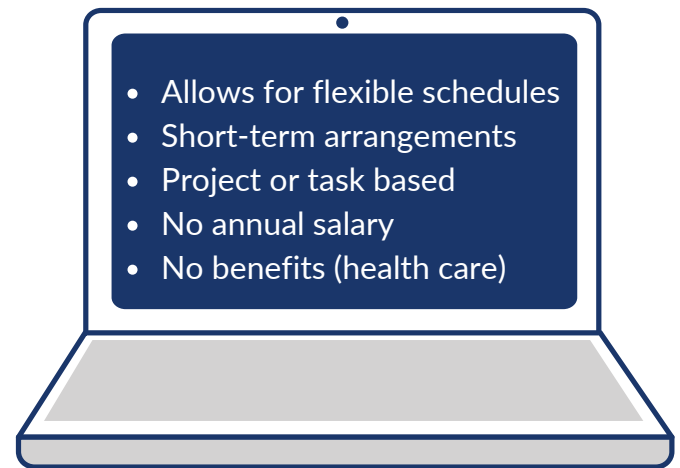 • Allows for flexible schedules
• Short-term arrangements
• Project or task based
• No annual salary
• No benefits (health care)